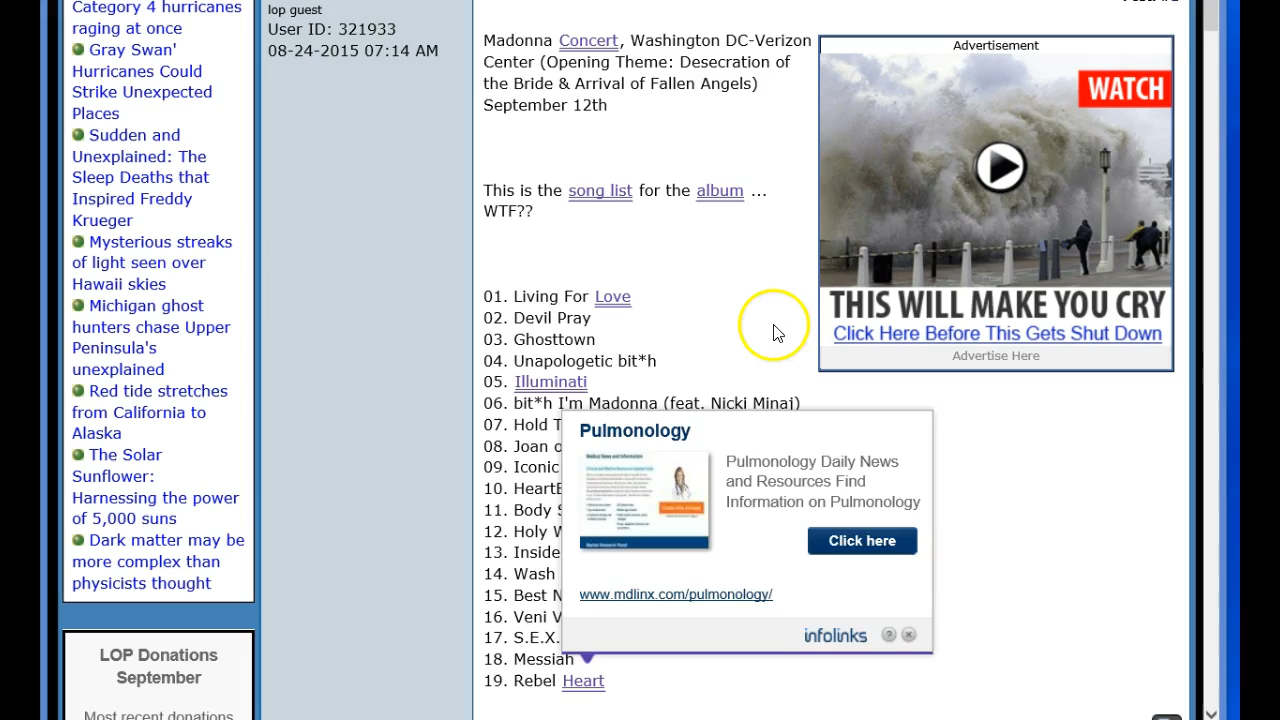 Category 4 hurricanes
raging at once
Gray Swan'
Hurricanes Could
Strike Unexpected
Places
Sudden and
Unexplained: The
Sleep Deaths that
Inspired Freddy
Krueger
Mysterious streaks
of light seen over
Hawaii skies
Michigan ghost
hunters chase Upper
Peninsula's
unexplained
Red tide stretches
from California to
Alaska
The Solar
Sunflower:
Harnessing the power
of 5,000 suns
Dark matter may be
more complex than
physicists thought
LOP Donations
September
Most recent donations
lop guest
User ID: 321933
08-24-2015 07:14 AM
Madonna Concert, Washington DC-Verizon
Center (Opening Theme: Desecration of
the Bride & Arrival of Fallen Angels)
September 12th
This is the song list for the album ...
WTF??
01. Living For Love
02. Devil Pray
03. Ghosttown
04. Unapologetic bit*h
05. Illuminati
06. bit*h I'm Madonna (feat. Nicki Minaj)
07. Hold
08. Joan
09. Iconic
10.
11. Body
12. Holy
13. Inside
14. Wash
15. Best
16. Veni
17. S.E.X.
18. Messiah
19. Rebel Heart
Advertisement
WATCH
THIS WILL MAKE YOU CRY
Click Here Before This Gets Shut Down
Advertise Here
Pulmonology
Pulmonology Daily News
and Resources Find
Information on Pulmonology
Click here
www.mdlinx.com/pulmonology/
infolinks